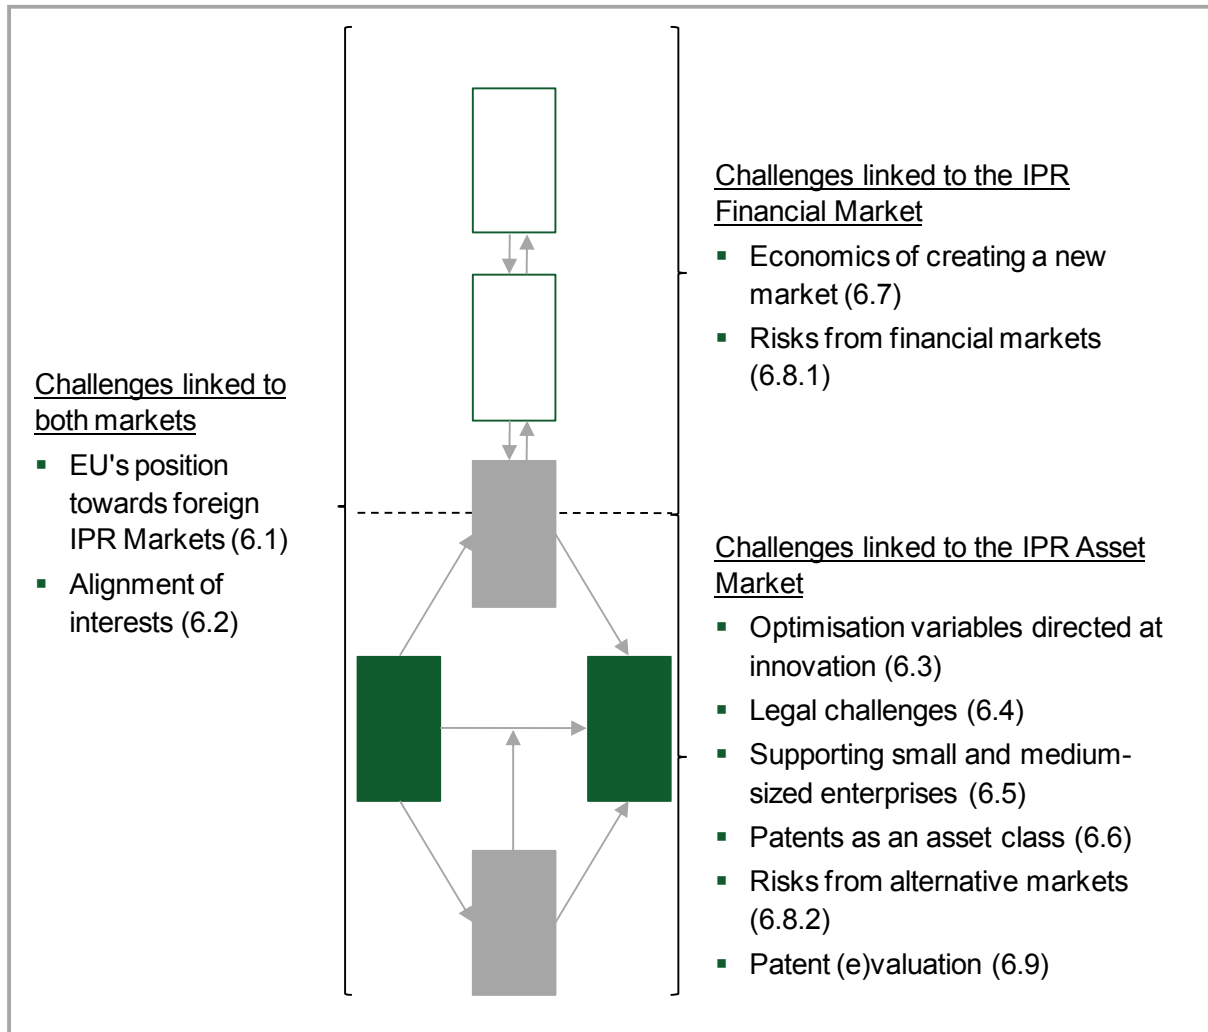 Challenges linked to
both markets
▪ EU's position
towards foreign
IPR Markets (6.1)
▪ Alignment of
interests (6.2)
Challenges linked to the IPR
Financial Market
▪ Economics of creating a new
market (6.7)
▪ Risks from financial markets
(6.8.1)
Challenges linked to the IPR Asset
Market
▪ Optimisation variables directed at
innovation (6.3)
▪ Legal challenges (6.4)
▪ Supporting small and medium-
sized enterprises (6.5)
▪ Patents as an asset class (6.6)
▪ Risks from alternative markets
(6.8.2)
▪ Patent (e)valuation (6.9)